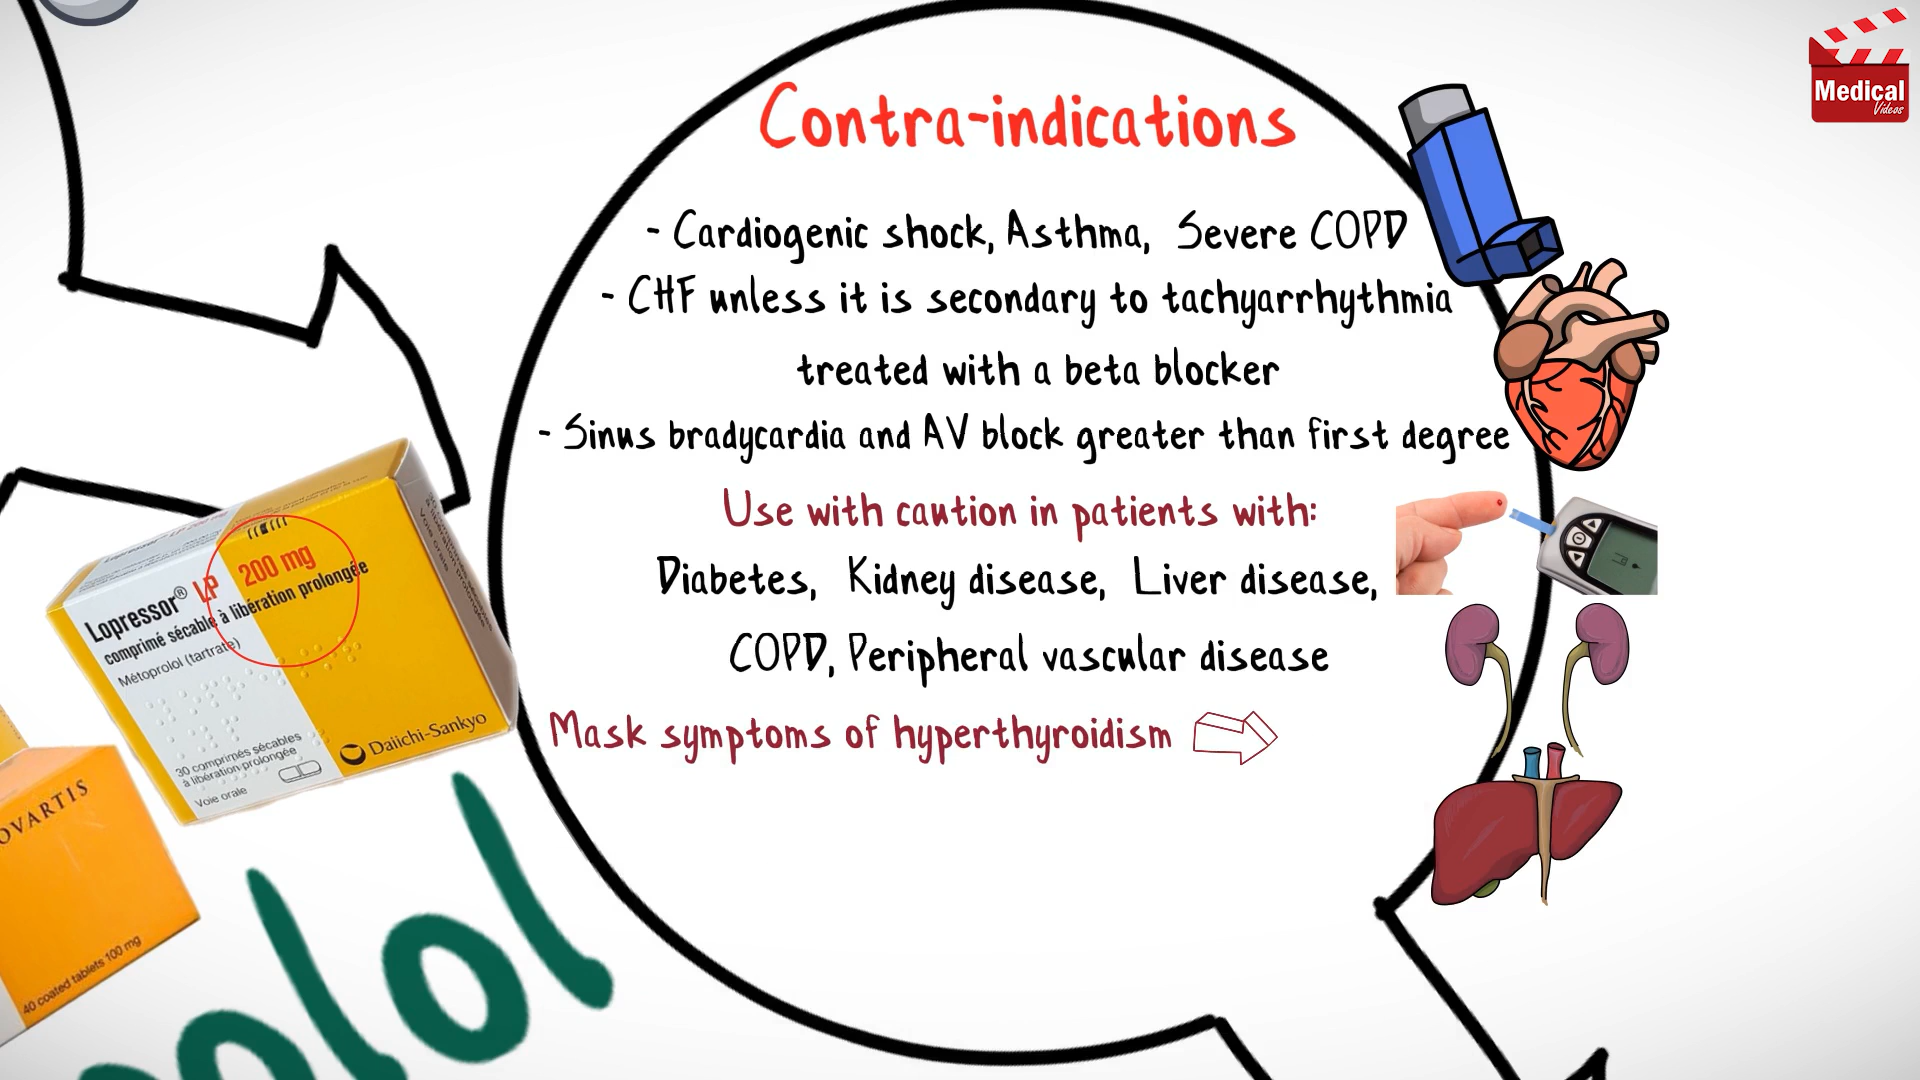 Medical
Videos
Contra-indications
- Cardiogenic shock, Asthma, Severe COPD
- CHF unless it is secondary to tachyarrhythmia
treated with a beta blocker
- Sinus bradycardia and AV block greater than first degree
Use with caution in patients with:
Diabetes, Kidney disease, Liver disease,
COPD, Peripheral vascular disease
Mask symptoms of hyperthyroidism
Lopressor® LP 200 mg
comprimé sécable à libération prolongée
Métoprolol (tartrate)
30 comprimés sécables
à libération prolongée
Voie orale
Daiichi-Sankyo
OVARTIS
40 coated tablets 100 mg
olol